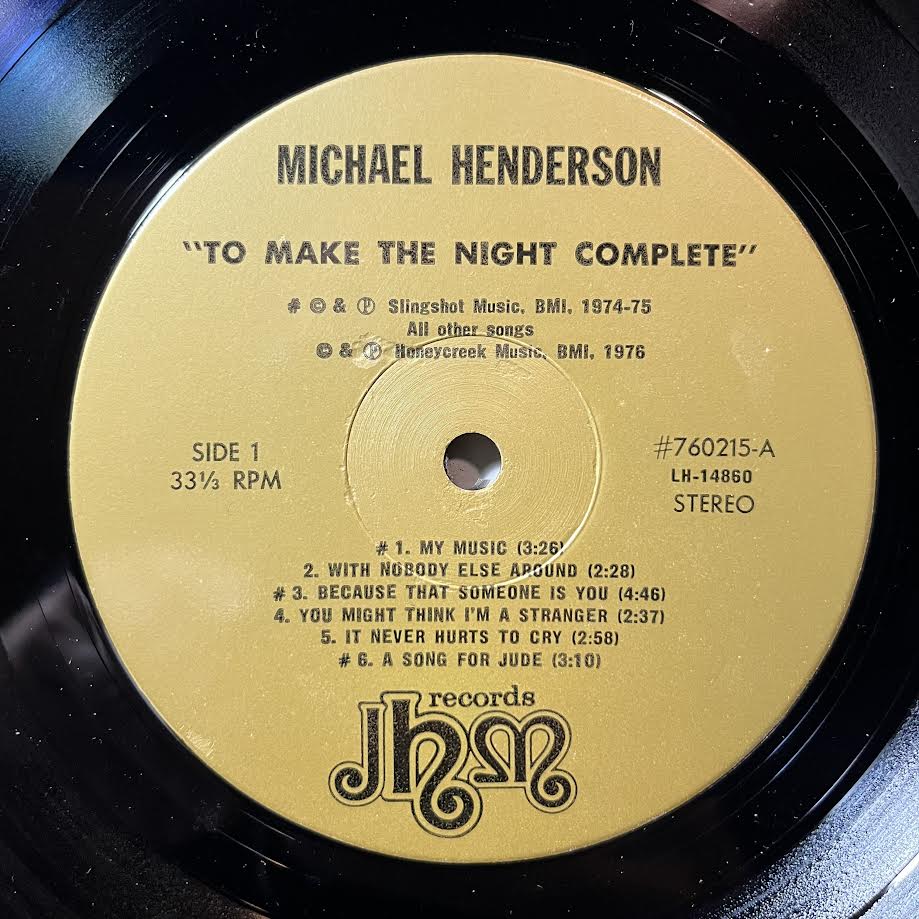 MICHAEL HENDERSON
"TO MAKE THE NIGHT COMPLETE"
# © & ℗ Slingshot Music, BMI, 1974-75
All other songs
© & ℗ Honeycreek Music, BMI, 1976
SIDE 1
33⅓ RPM
#760215-A
LH-14860
STEREO
# 1. MY MUSIC (3:26)
2. WITH NOBODY ELSE AROUND (2:28)
# 3. BECAUSE THAT SOMEONE IS YOU (4:46)
4. YOU MIGHT THINK I'M A STRANGER (2:37)
5. IT NEVER HURTS TO CRY (2:58)
# 6. A SONG FOR JUDE (3:10)
records
jhm